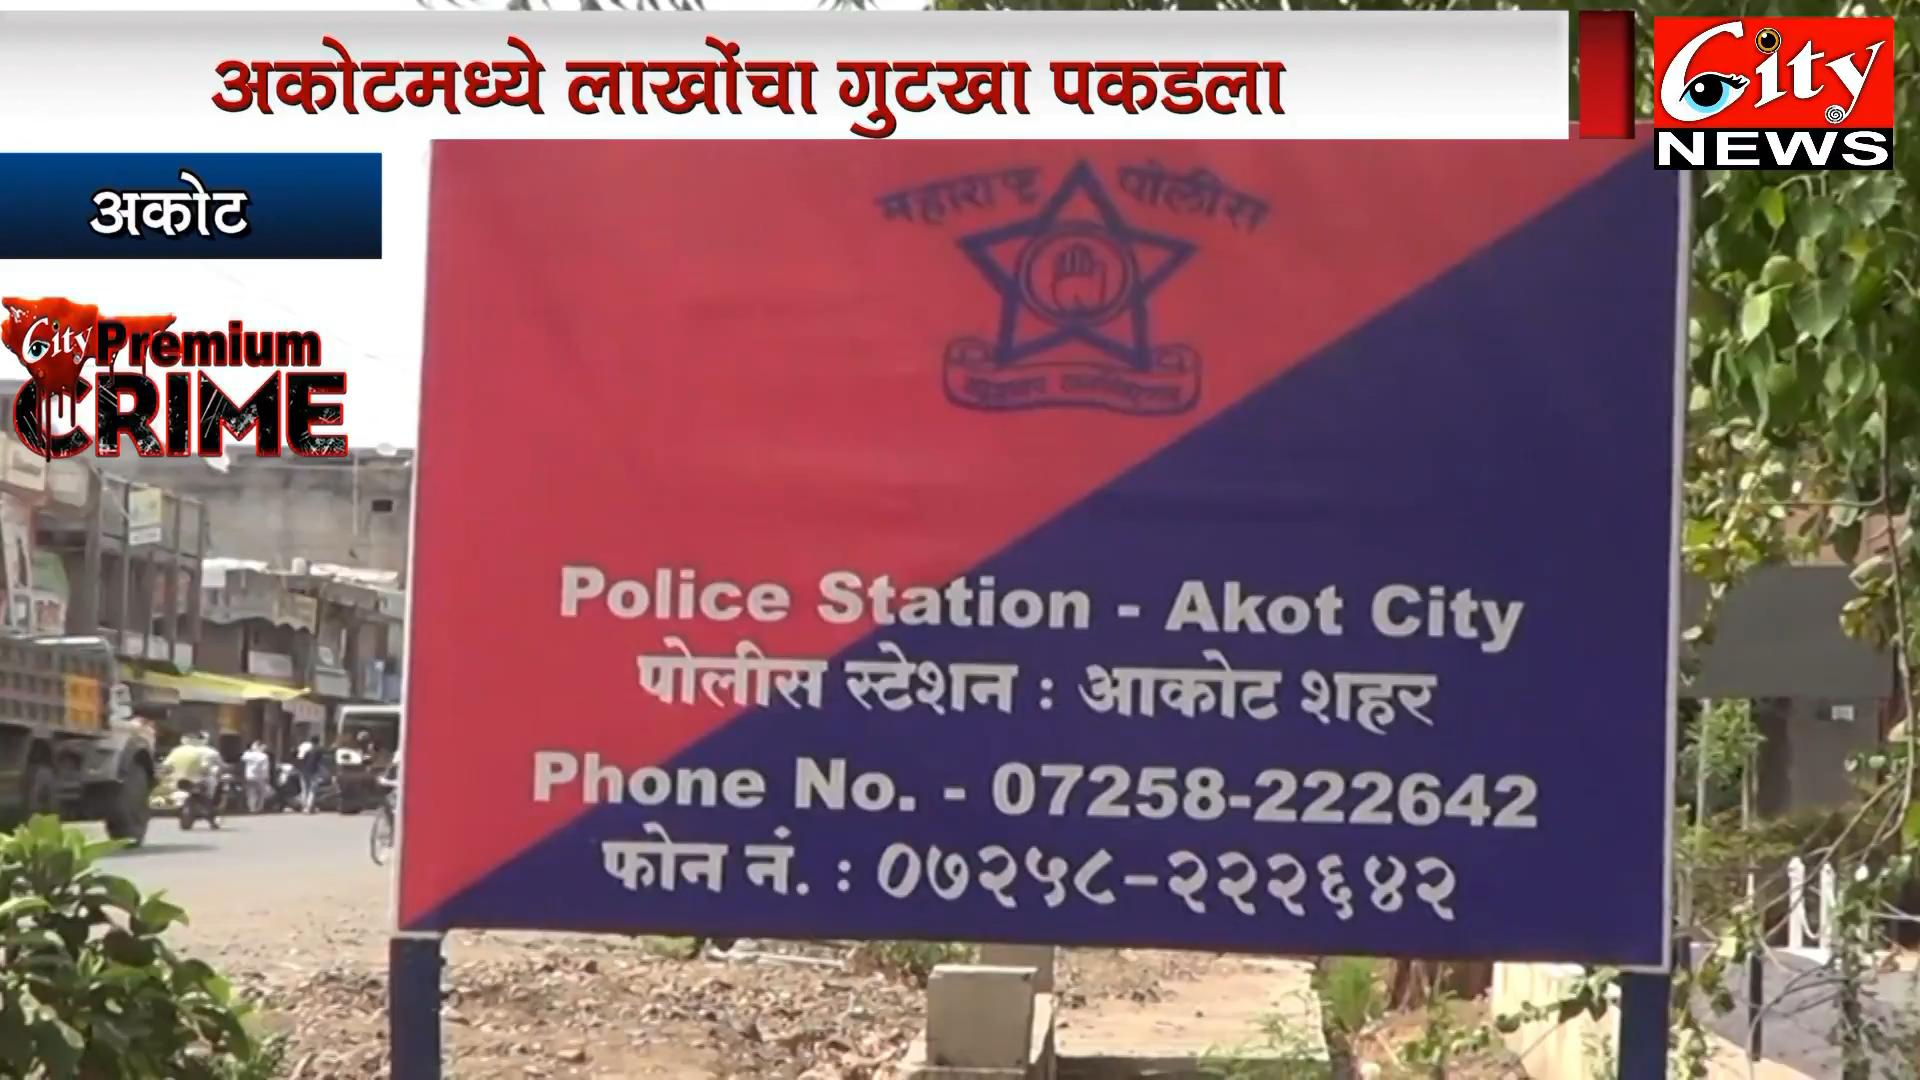 अकोटमध्ये लाखोंचा गुटखा पकडला
City
NEWS
अकोट
City Premium
CRIME
महाराष्ट्र पोलीस
Police Station - Akot City
पोलीस स्टेशन : आकोट शहर
Phone No. - 07258-222642
फोन नं. : ०७२५८-२२२६४२